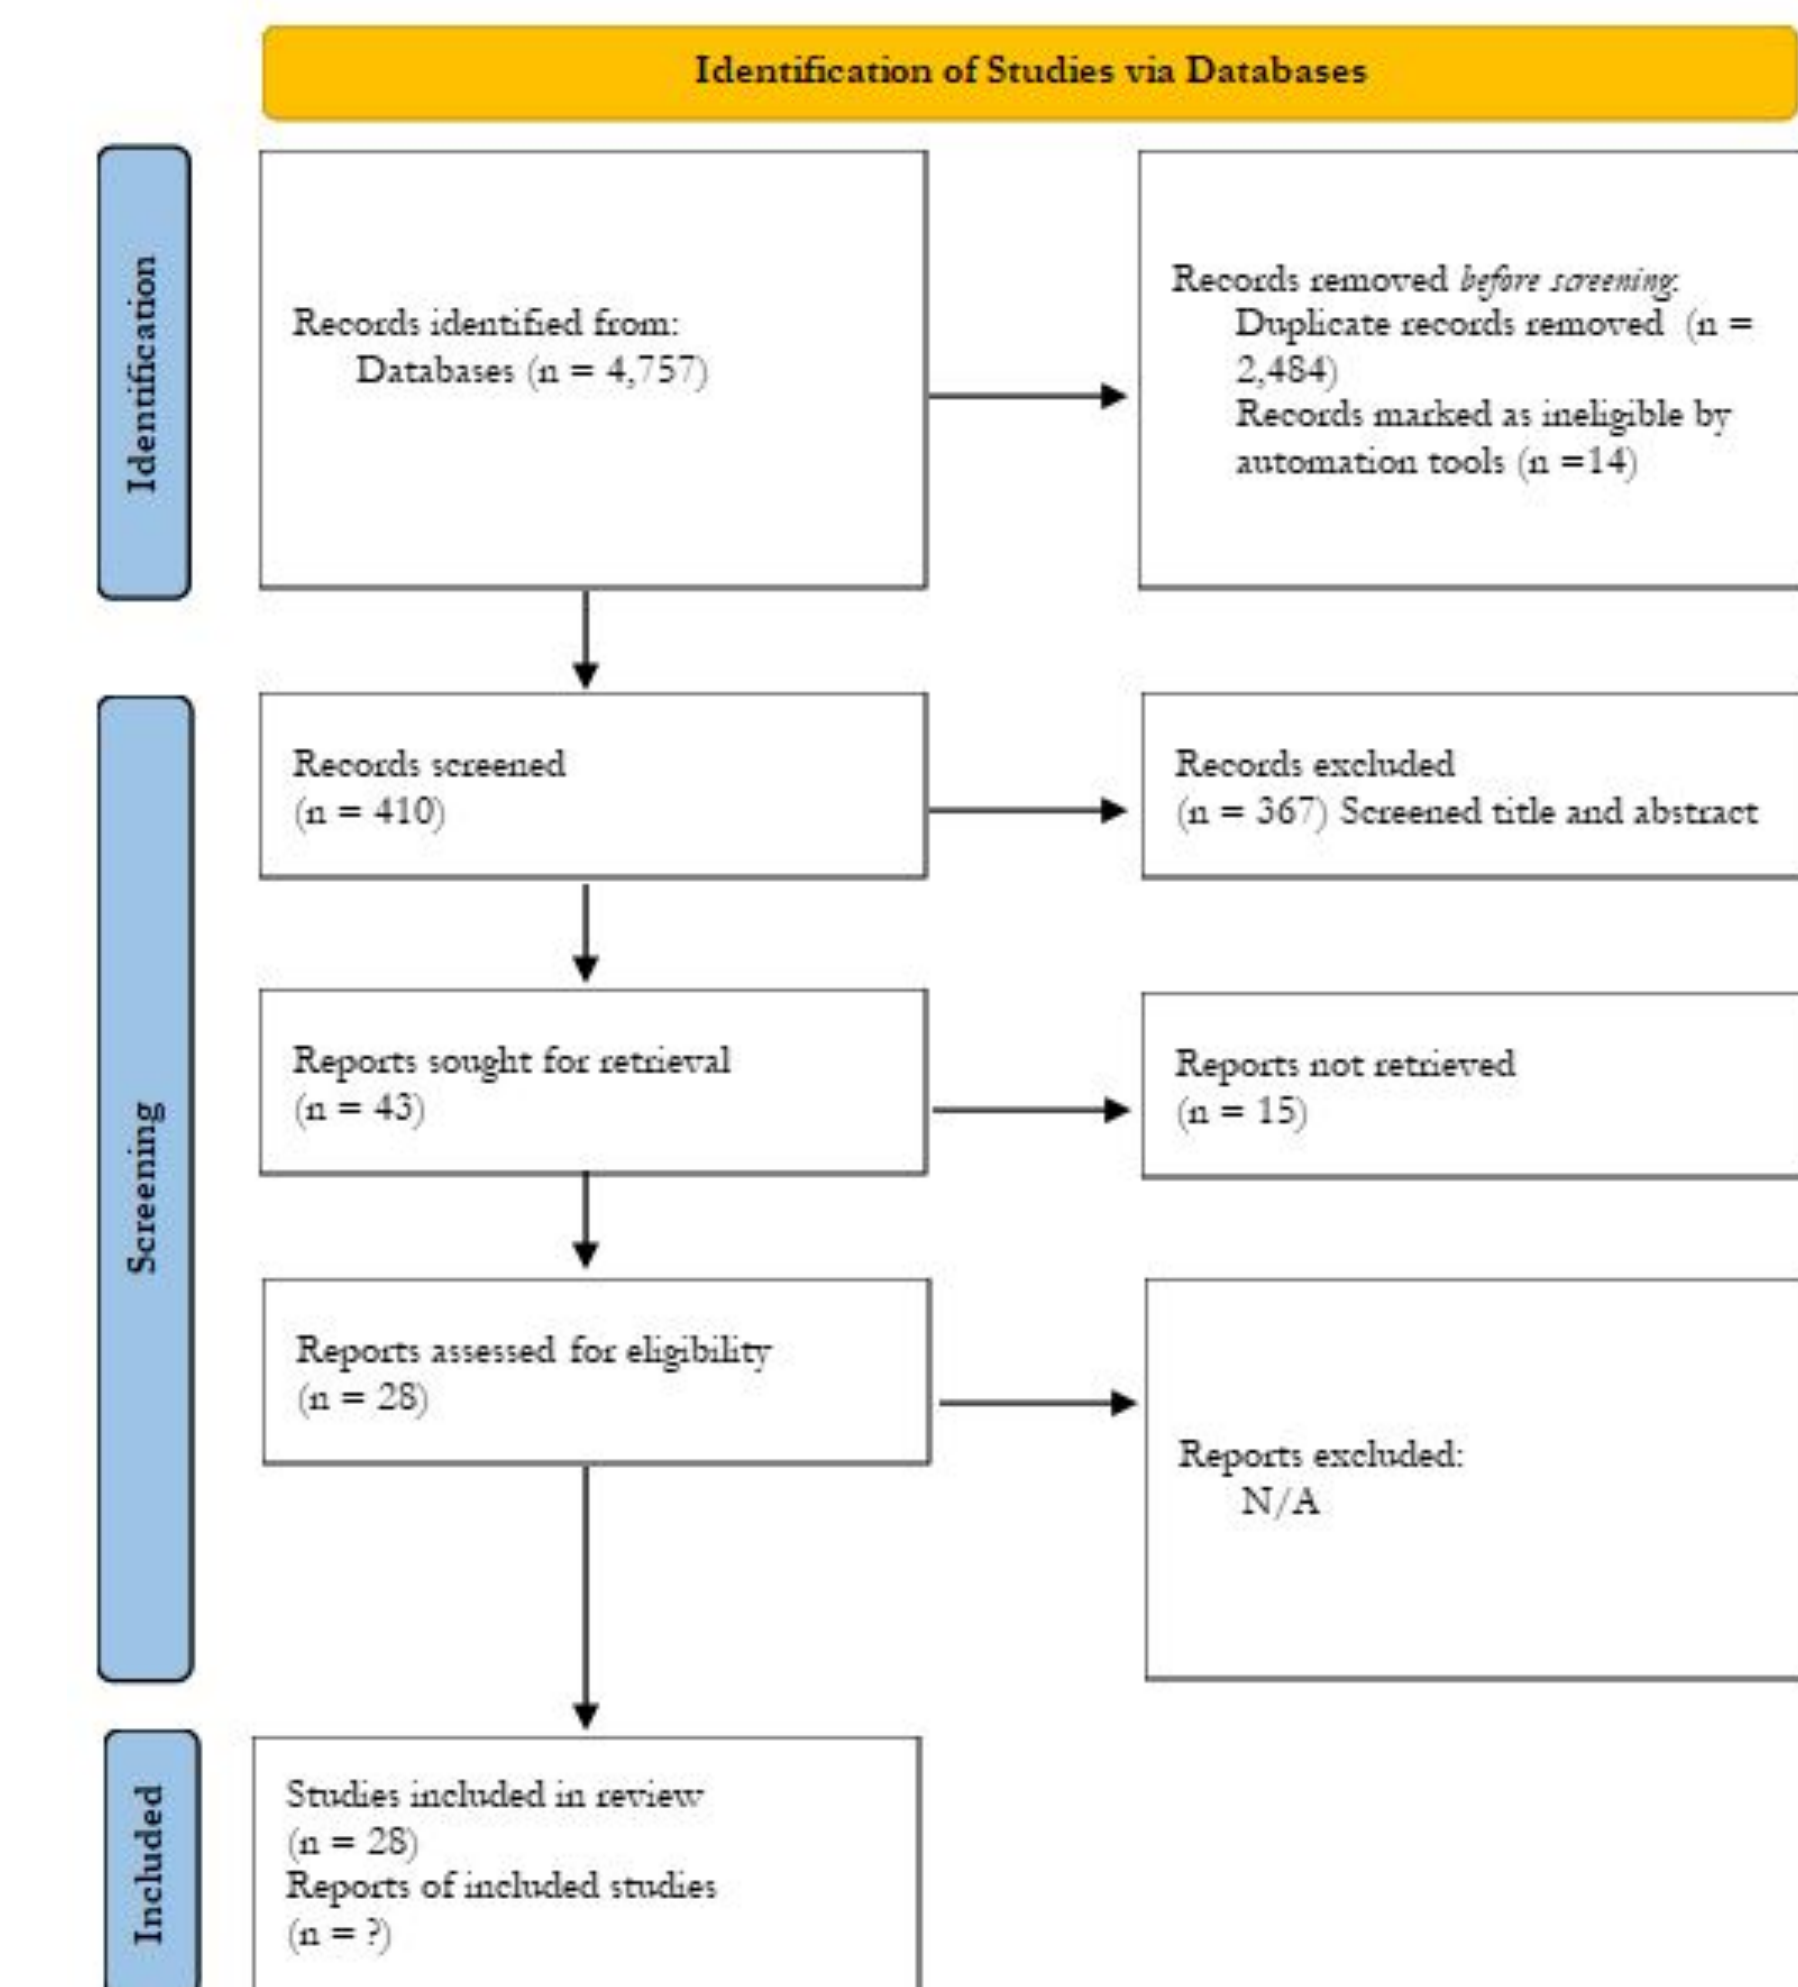 Identification of Studies via Databases
Identification
Records identified from:
Databases (n = 4,757)
Records removed before screening:
Duplicate records removed (n =
2,484)
Records marked as ineligible by
automation tools (n =14)
Screening
Records screened
(n = 410)
Records excluded
(n = 367) Screened title and abstract
Reports sought for retrieval
(n = 43)
Reports not retrieved
(n = 15)
Reports assessed for eligibility
(n = 28)
Reports excluded:
N/A
Included
Studies included in review
(n = 28)
Reports of included studies
(n = ?)